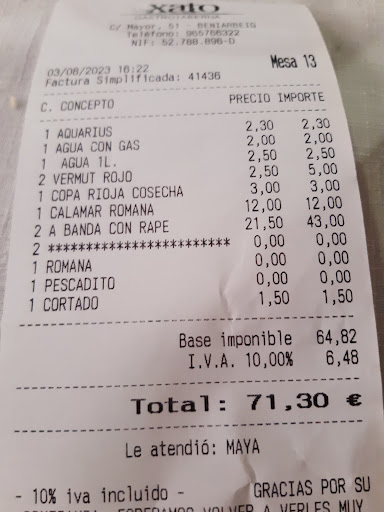 xato
GASTROTABERNA
C/ Mayor, 51 - BENIARBEIG
Teléfono: 965766322
NIF: 52.788.896-D
03/08/2023 16:22 Mesa 13
Factura Simplificada: 41436
C. CONCEPTO PRECIO IMPORTE
1 AQUARIUS 2,30 2,30
1 AGUA CON GAS 2,00 2,00
1 AGUA 1L. 2,50 2,50
2 VERMUT ROJO 2,50 5,00
1 COPA RIOJA COSECHA 3,00 3,00
1 CALAMAR ROMANA 12,00 12,00
2 A BANDA CON RAPE 21,50 43,00
2 ************************ 0,00 0,00
1 ROMANA 0,00 0,00
1 PESCADITO 0,00 0,00
1 CORTADO 1,50 1,50
Base imponible 64,82
I.V.A. 10,00% 6,48
Total: 71,30 €
Le atendió: MAYA
- 10% iva incluido - GRACIAS POR SU
CONFIANZA, ESPERAMOS VOLVER A VERLES MUY